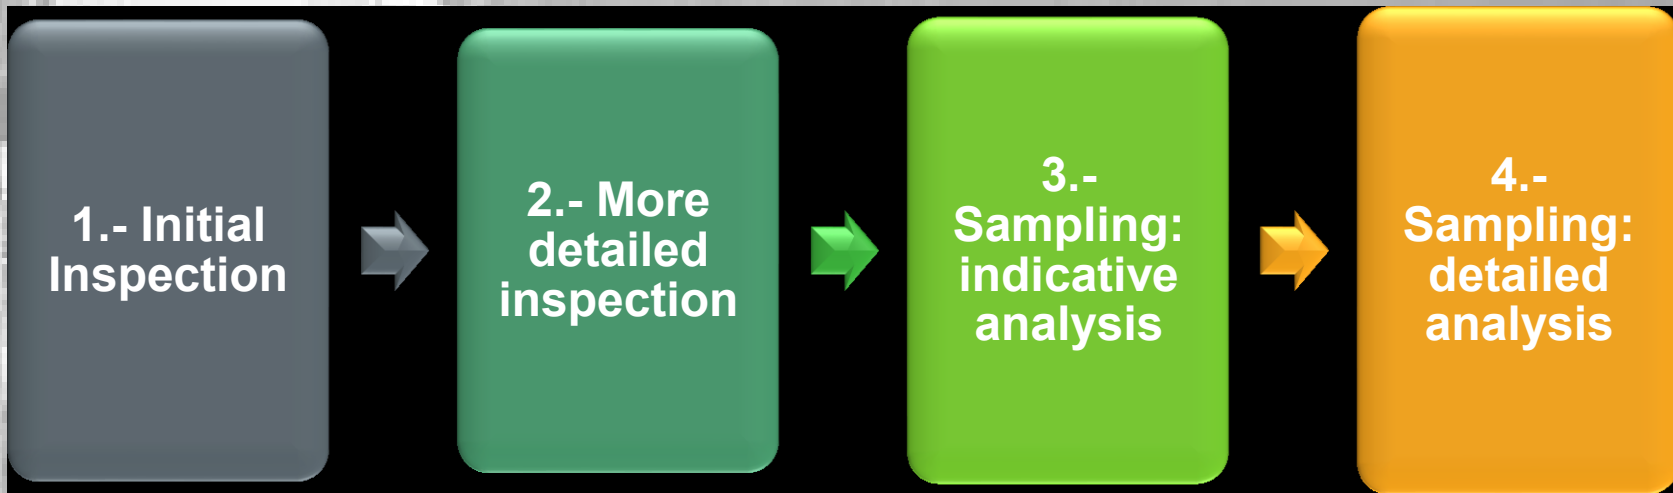 1.- Initial
Inspection
2.- More
detailed
inspection
3.-
Sampling:
indicative
analysis
4.-
Sampling:
detailed
analysis